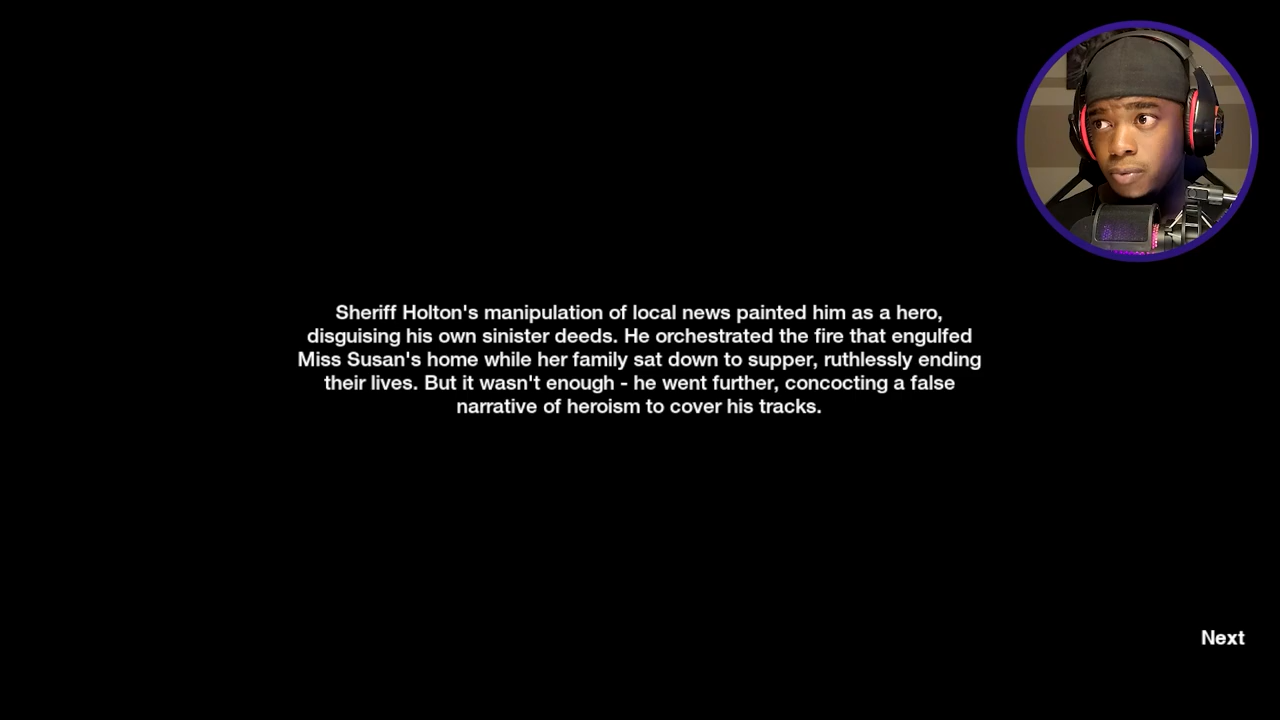 Sheriff Holton's manipulation of local news painted him as a hero,
disguising his own sinister deeds. He orchestrated the fire that engulfed
Miss Susan's home while her family sat down to supper, ruthlessly ending
their lives. But it wasn't enough - he went further, concocting a false
narrative of heroism to cover his tracks.
Next